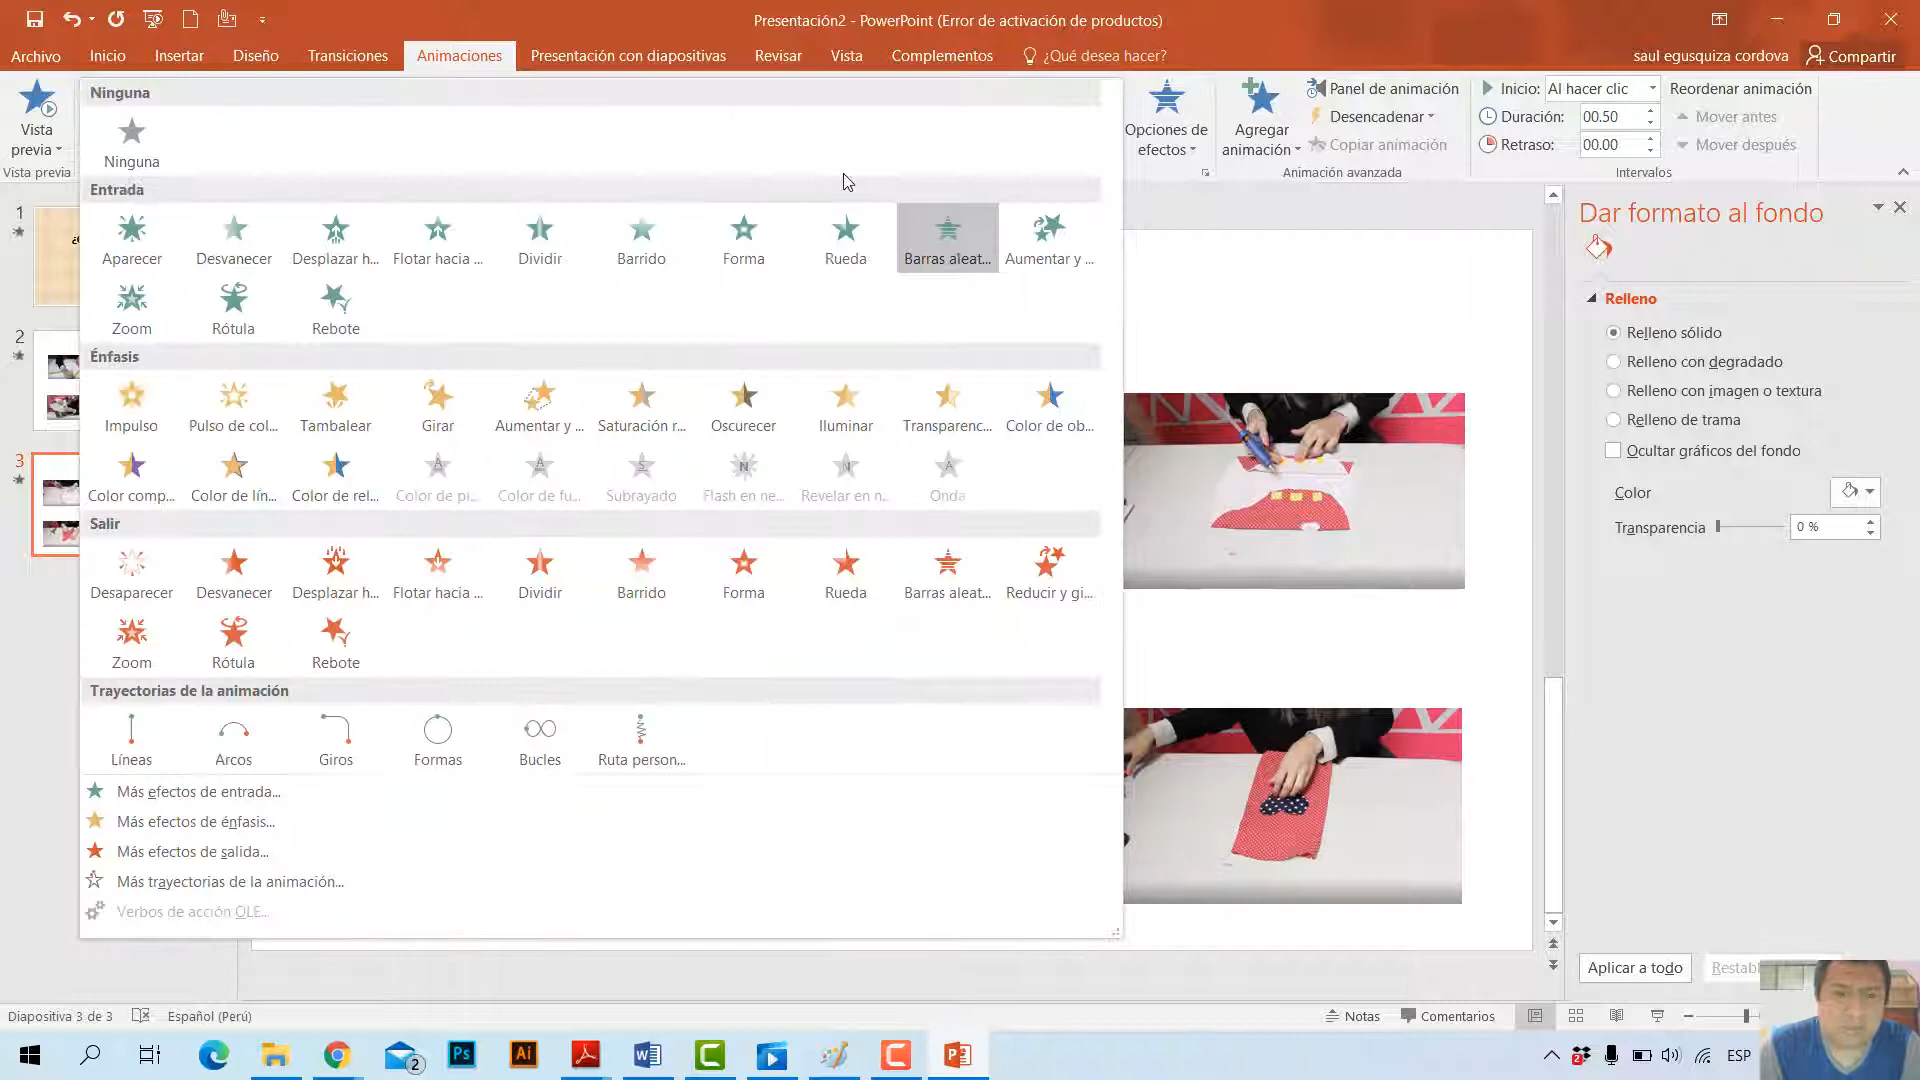 Presentación2 - PowerPoint (Error de activación de productos)
Archivo Inicio Insertar Diseño Transiciones Animaciones Presentación con diapositivas Revisar Vista Complementos ¿Qué desea hacer? saul egusquiza cordova Compartir
Vista previa
Vista previa
Opciones de efectos
Agregar animación
Panel de animación
Desencadenar
Copiar animación
Animación avanzada
Inicio: Al hacer clic
Duración: 00.50
Retraso: 00.00
Reordenar animación
Mover antes
Mover después
Intervalos
Ninguna
Ninguna
Entrada
Aparecer Desvanecer Desplazar h... Flotar hacia ... Dividir Barrido Forma Rueda Barras aleat... Aumentar y ...
Zoom Rótula Rebote
Énfasis
Impulso Pulso de col... Tambalear Girar Aumentar y ... Saturación r... Oscurecer Iluminar Transparenc... Color de ob...
Color comp... Color de lín... Color de rel... Color de pi... Color de fu... Subrayado Flash en ne... Revelar en n... Onda
Salir
Desaparecer Desvanecer Desplazar h... Flotar hacia ... Dividir Barrido Forma Rueda Barras aleat... Reducir y gi...
Zoom Rótula Rebote
Trayectorias de la animación
Líneas Arcos Giros Formas Bucles Ruta person...
Más efectos de entrada...
Más efectos de énfasis...
Más efectos de salida...
Más trayectorias de la animación...
Verbos de acción OLE...
1
2
3
Dar formato al fondo
Relleno
Relleno sólido
Relleno con degradado
Relleno con imagen o textura
Relleno de trama
Ocultar gráficos del fondo
Color
Transparencia 0 %
Aplicar a todo Restabl
Diapositiva 3 de 3 Español (Perú) Notas Comentarios
2 Ps Ai 2 ESP